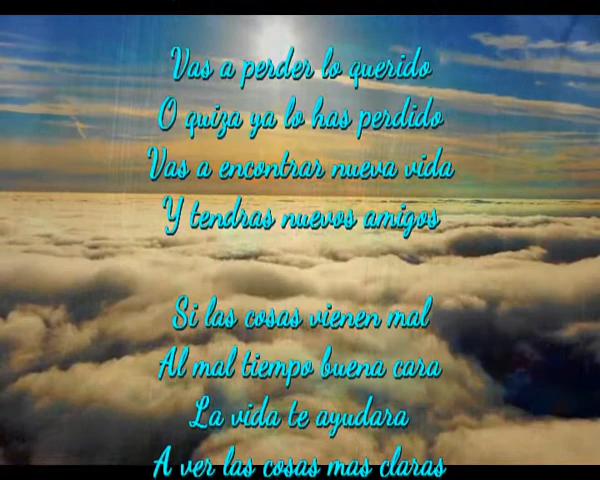 Vas a perder lo querido
O quiza ya lo has perdido
Vas a encontrar nueva vida
Y tendras nuevos amigos
Si las cosas vienen mal
Al mal tiempo buena cara
La vida te ayudara
A ver las cosas mas claras